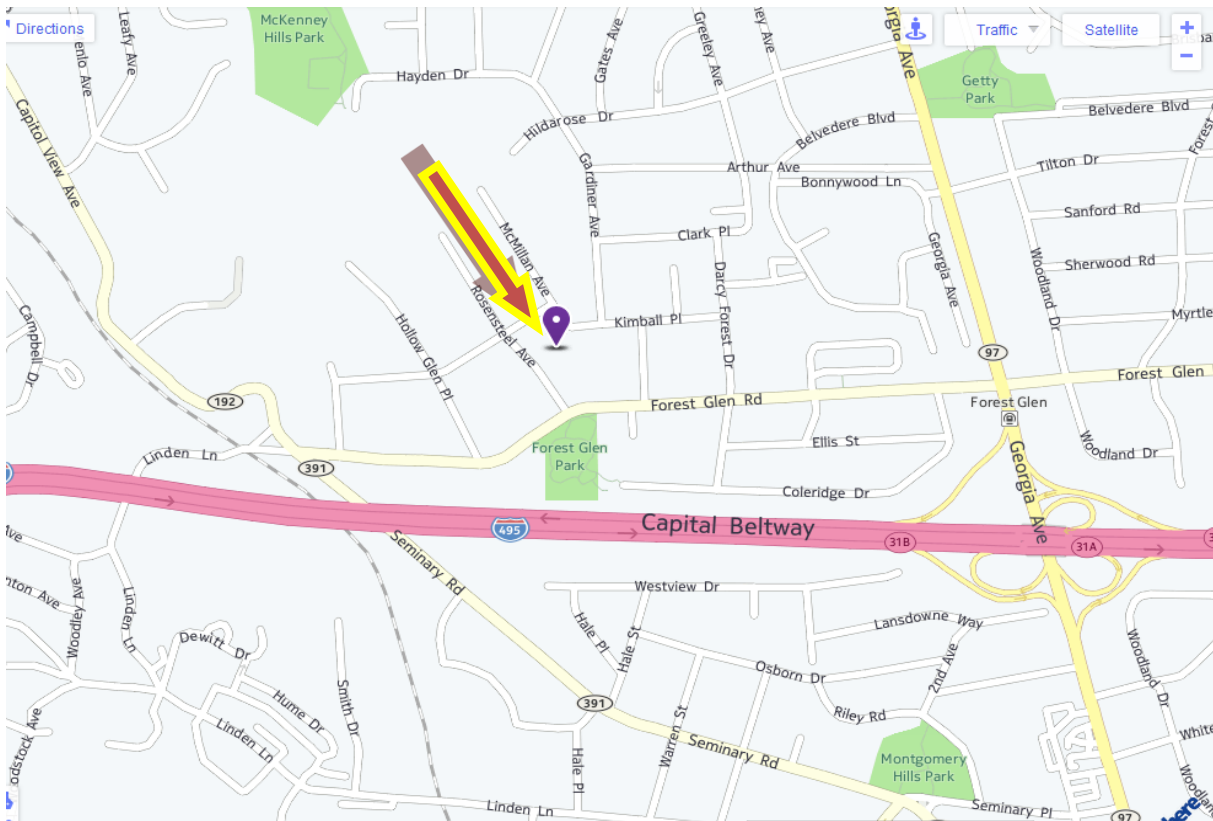 Directions
McKenney
Hills Park
Leafy Ave
Gates Ave
Greeley Ave
Traffic
Satellite
+
−
Hayden Dr
Getty
Park
Belvedere Blvd
Capitol View Ave
Hildarose Dr
Belvedere Blvd
Gardiner Ave
Arthur Ave
Tilton Dr
Bonnywood Ln
McMillan Ave
Clark Pl
Sanford Rd
Georgia Ave
Woodland Dr
Sherwood Rd
Darcy Forest Dr
Rosensteel Ave
Hollow Glen Pl
Campbell Dr
Kimball Pl
Myrtle
97
192
Forest Glen
Forest Glen Rd
Forest Glen
Ellis St
Forest Glen
Park
Linden Ln
391
Woodland Dr
Georgia Ave
Coleridge Dr
495
Capital Beltway
31B
31A
Seminary Rd
Westview Dr
Woodley Ave
Linden Ln
Hale Pl
Hale St
Lansdowne Way
Woodland Dr
Dewitt Dr
Osborn Dr
2nd Ave
Hume Dr
Smith Dr
391
Riley Rd
Warren St
Linden Ln
Seminary Rd
Hale Pl
Montgomery
Hills Park
Linden Ln
Seminary Pl
97
here